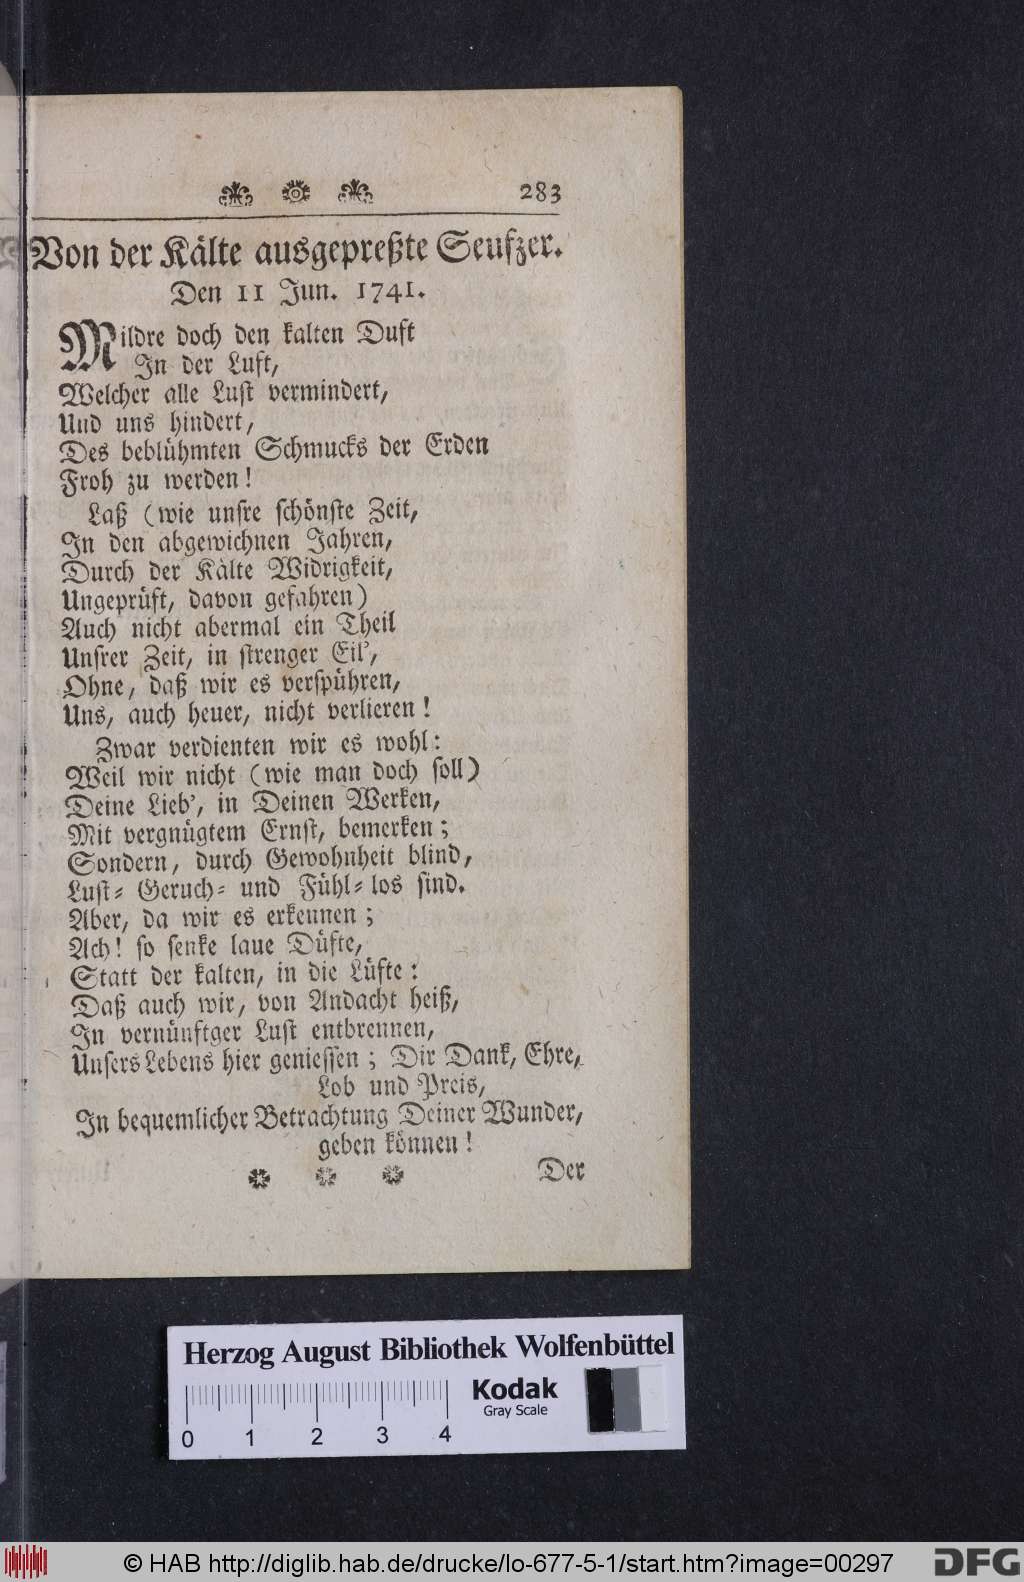 283
Von der Kälte ausgepreßte Seufzer.
Den 11 Jun. 1741.
Mildre doch den kalten Duft
In der Luft,
Welcher alle Lust vermindert,
Und uns hindert,
Des beblühmten Schmucks der Erden
Froh zu werden!
Laß (wie unsre schönste Zeit,
In den abgewichnen Jahren,
Durch der Kälte Widrigkeit,
Ungeprüft, davon gefahren)
Auch nicht abermal ein Theil
Unsrer Zeit, in strenger Eil',
Ohne, daß wir es verspühren,
Uns, auch heuer, nicht verlieren!
Zwar verdienten wir es wohl:
Weil wir nicht (wie man doch soll)
Deine Lieb', in Deinen Werken,
Mit vergnügtem Ernst, bemerken;
Sondern, durch Gewohnheit blind,
Lust- Geruch- und Fühl-los sind.
Aber, da wir es erkennen;
Ach! so senke laue Düfte,
Statt der kalten, in die Lüfte:
Daß auch wir, von Andacht heiß,
In vernünftger Lust entbrennen,
Unsers Lebens hier geniessen; Dir Dank, Ehre,
Lob und Preis,
In bequemlicher Betrachtung Deiner Wunder,
geben können!
Der
Herzog August Bibliothek Wolfenbüttel
Kodak
Gray Scale
0 1 2 3 4
© HAB http://diglib.hab.de/drucke/lo-677-5-1/start.htm?image=00297
DFG